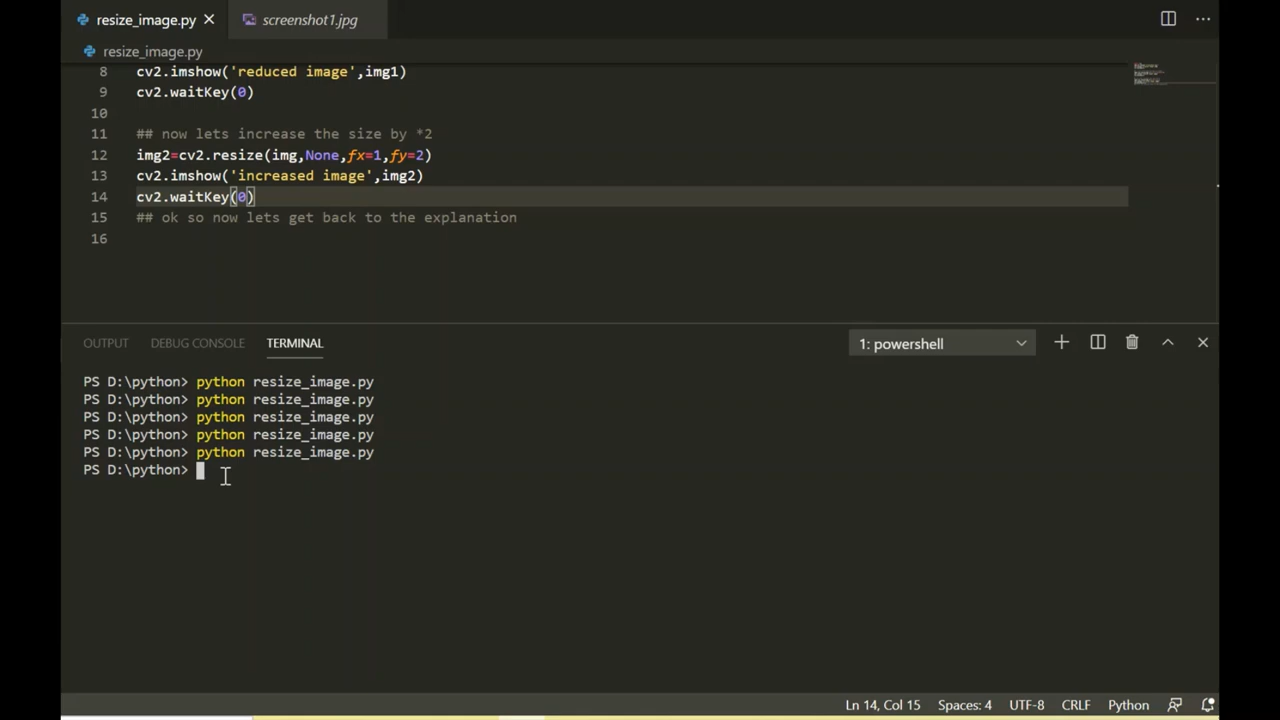 resize_image.py
screenshot1.jpg
resize_image.py
8 cv2.imshow('reduced image',img1)
9 cv2.waitKey(0)
10
11 ## now lets increase the size by *2
12 img2=cv2.resize(img,None,fx=1,fy=2)
13 cv2.imshow('increased image',img2)
14 cv2.waitKey(0)
15 ## ok so now lets get back to the explanation
16
OUTPUT DEBUG CONSOLE TERMINAL 1: powershell
PS D:\python> python resize_image.py
PS D:\python> python resize_image.py
PS D:\python> python resize_image.py
PS D:\python> python resize_image.py
PS D:\python> python resize_image.py
PS D:\python>
Ln 14, Col 15 Spaces: 4 UTF-8 CRLF Python